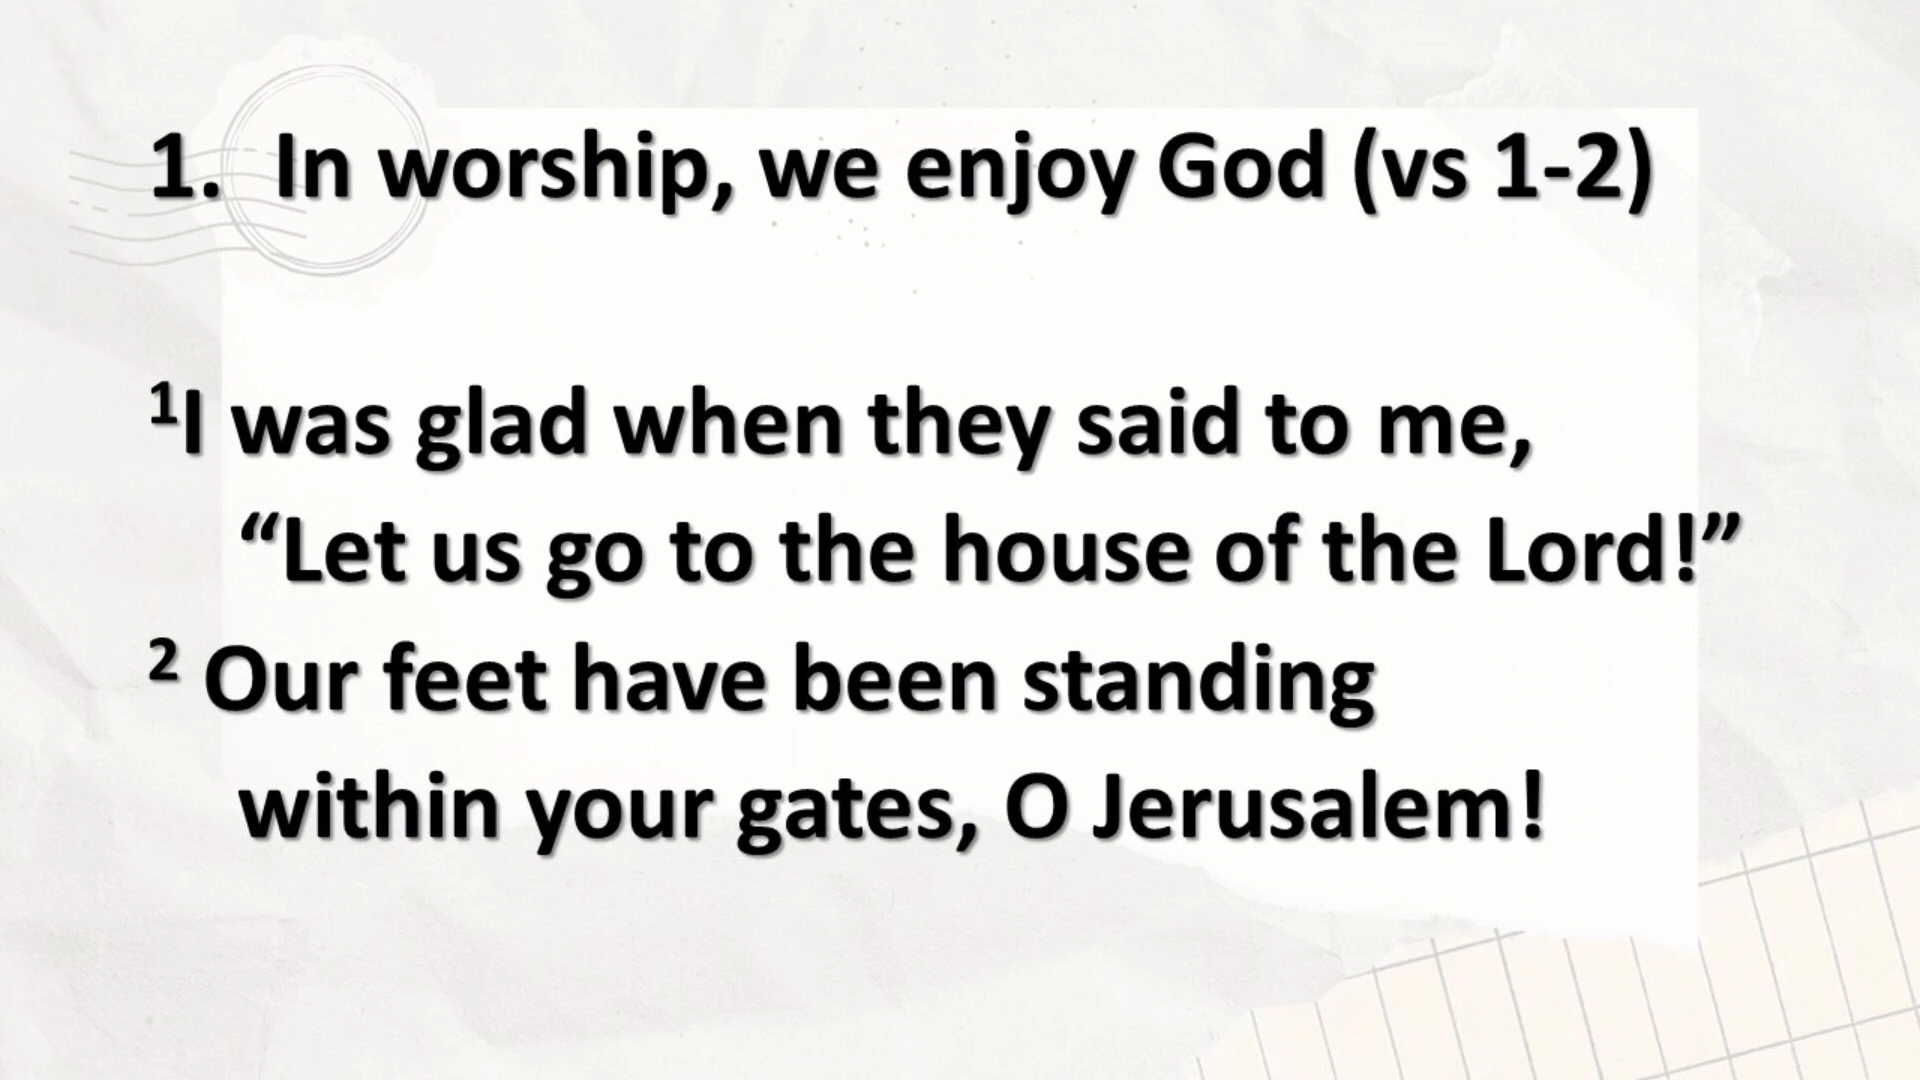 1. In worship, we enjoy God (vs 1-2)
¹I was glad when they said to me,
“Let us go to the house of the Lord!”
² Our feet have been standing
within your gates, O Jerusalem!